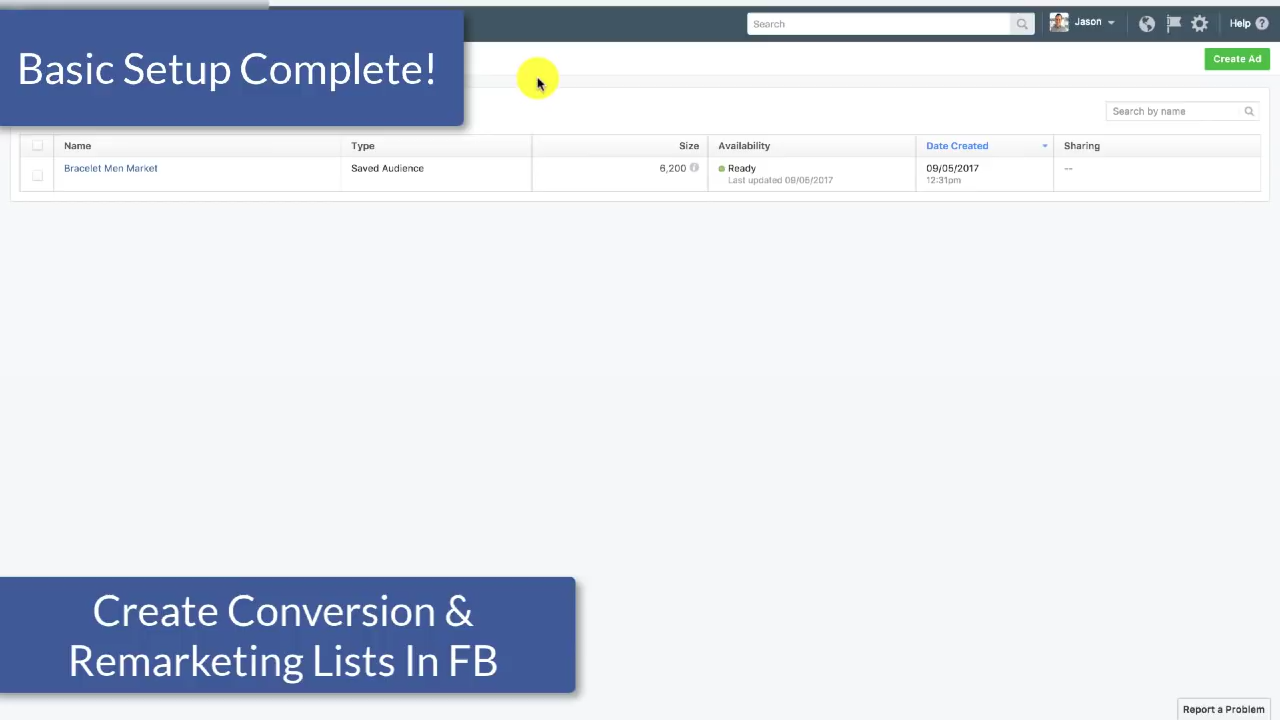 Basic Setup Complete!
Search
Jason
Help
Create Ad
Search by name
Name Type Size Availability Date Created Sharing
Bracelet Men Market Saved Audience 6,200 Ready 09/05/2017 --
Last updated 09/05/2017 12:31pm
Create Conversion &
Remarketing Lists In FB
Report a Problem